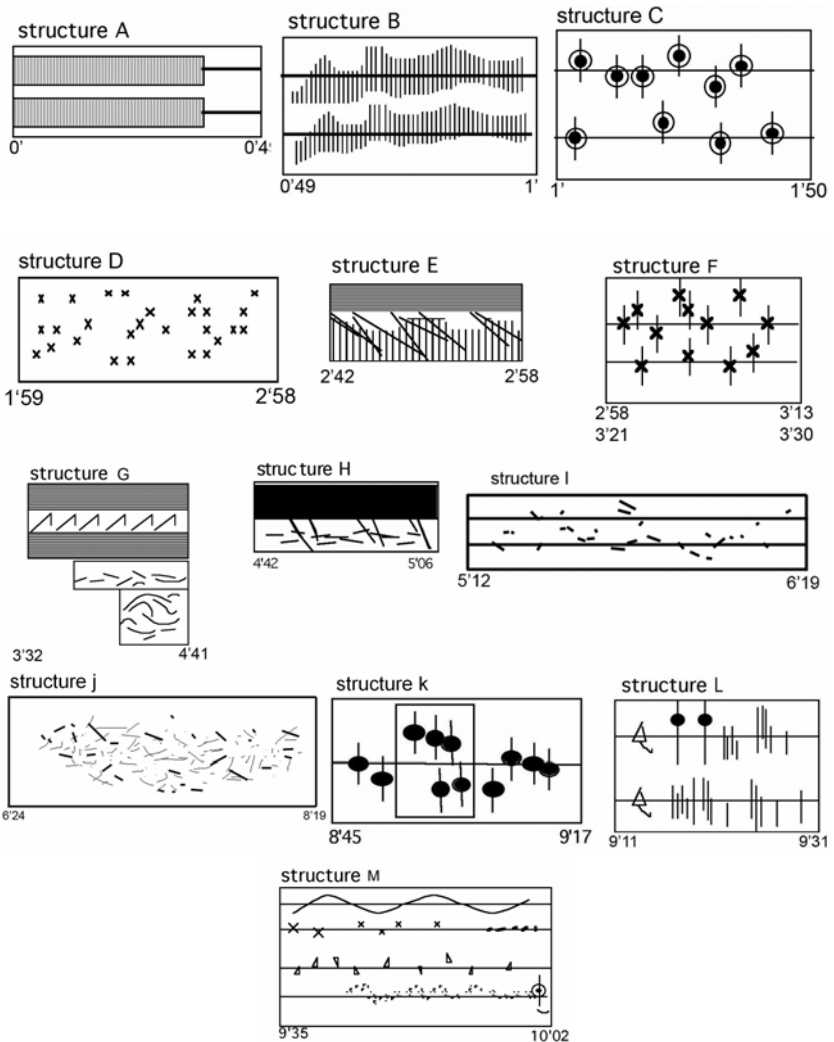 structure A
0' 0'4
structure B
0'49 1'
structure C
1' 1'50
structure D
1'59 2'58
structure E
2'42 2'58
structure F
2'58 3'13
3'21 3'30
structure G
3'32 4'41
structure H
4'42 5'06
structure I
5'12 6'19
structure j
6'24 8'19
structure k
8'45 9'17
structure L
9'11 9'31
structure M
9'35 10'02